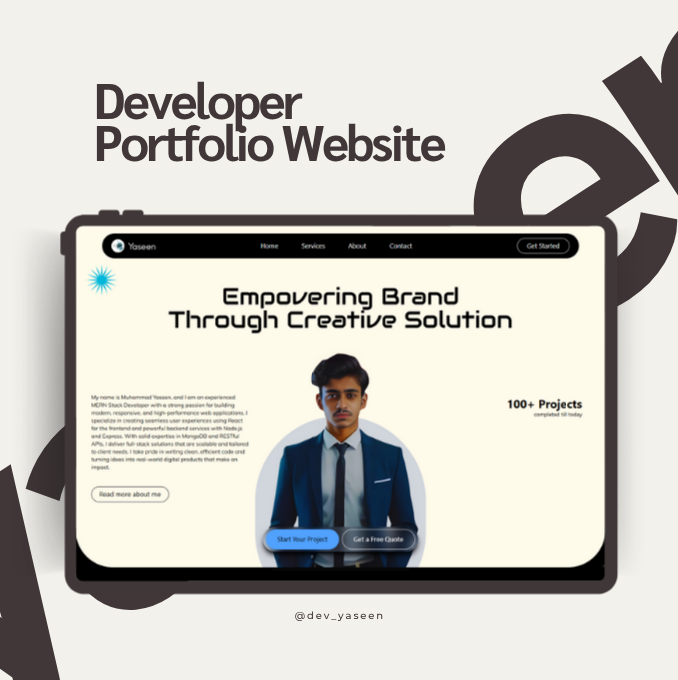 Developer
Portfolio Website
Yaseen
Home Services About Contact
Get Started
Empovering Brand
Through Creative Solution
My name is Muhammad Yaseen, and I am an experienced
MERN Stack Developer with a strong passion for building
modern, responsive, and high-performance web applications. I
specialize in creating seamless user experiences using React
for the frontend and powerful backend services with Node.js
and Express. With solid expertise in MongoDB and RESTful
APIs, I deliver full-stack solutions that are scalable and tailored
to client needs. I take pride in writing clean, efficient code and
turning ideas into real-world digital products that make an
impact.
Read more about me
100+ Projects
completed till today
Start Your Project
Get a Free Quote
@dev_yaseen